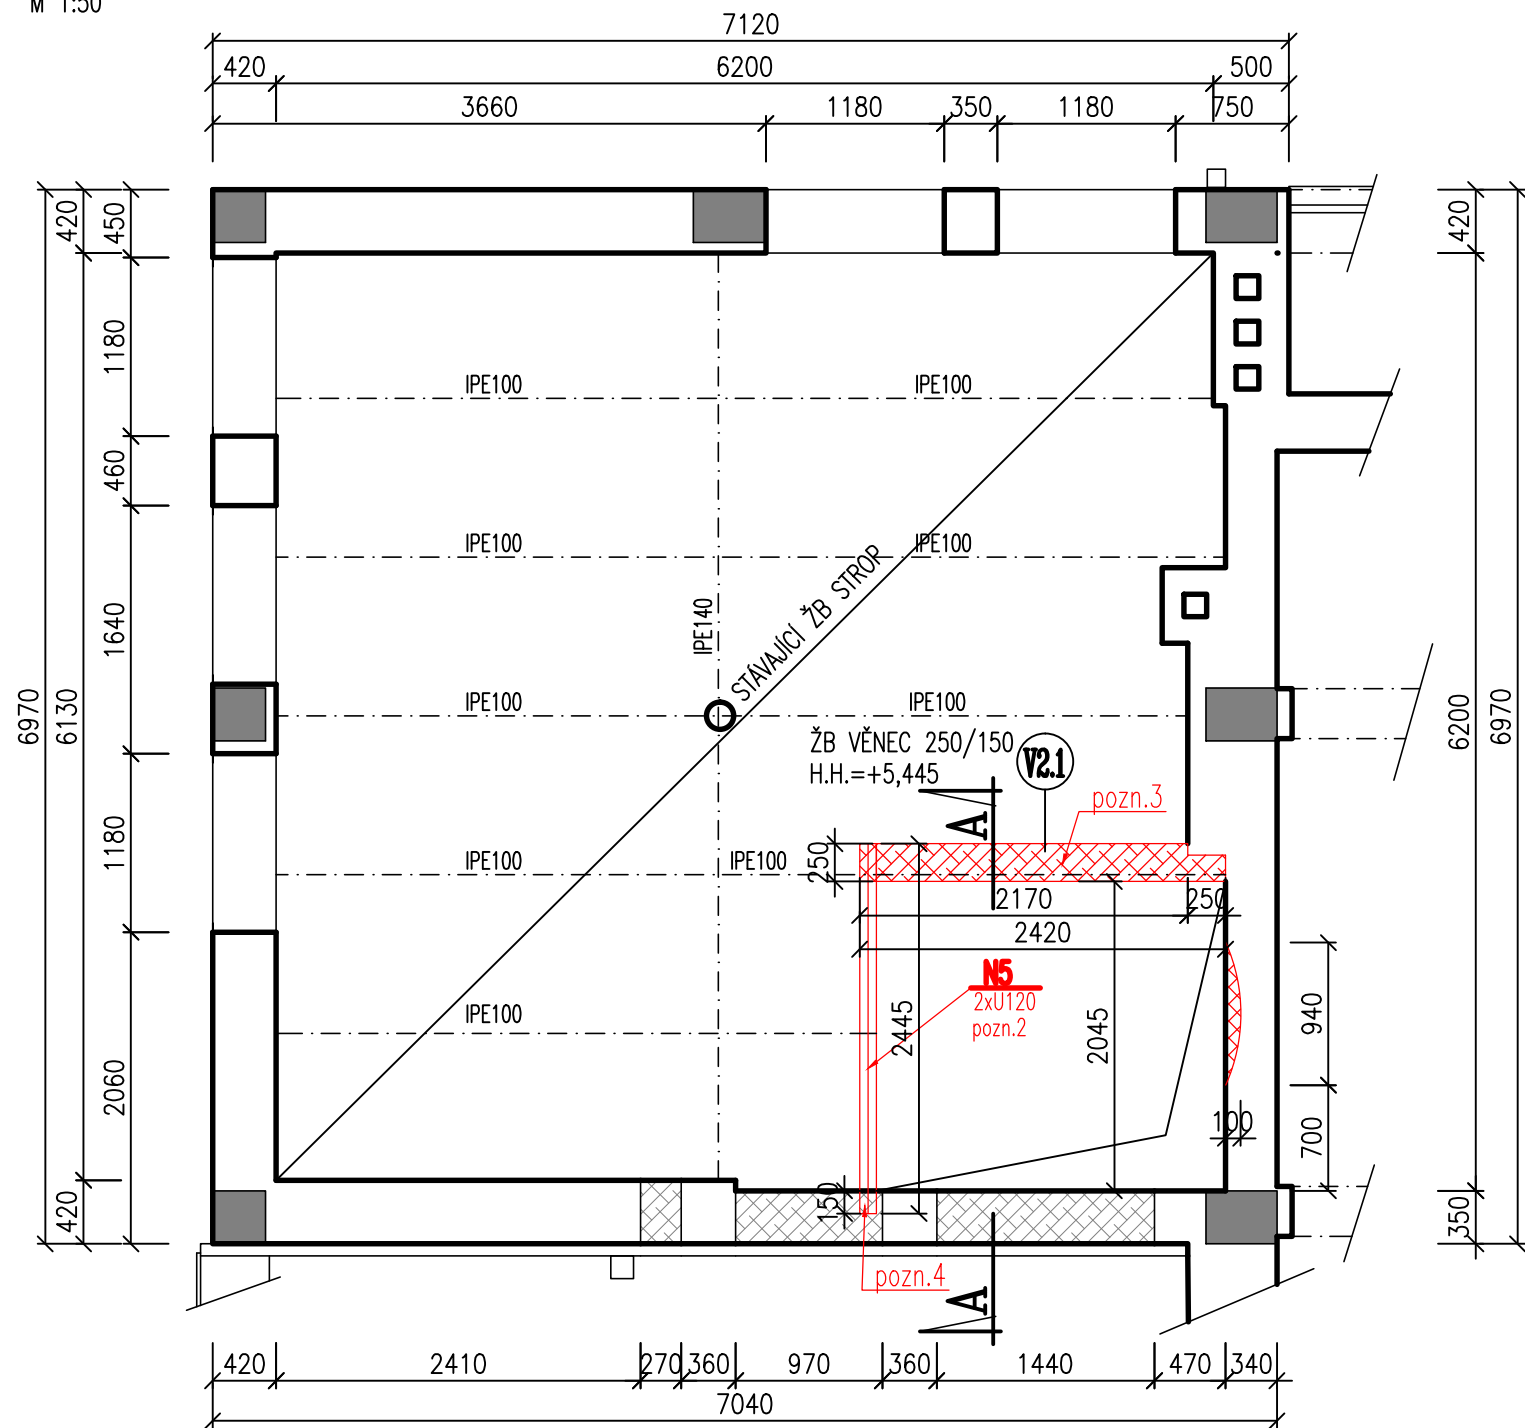 M 1:50
7120
420
6200
500
3660
1180
350
1180
750
6970
6130
420
450
1180
460
1640
1180
2060
420
420
6200
6970
350
IPE100
IPE100
IPE100
IPE100
IPE140
STÁVAJÍCÍ ŽB STROP
IPE100
IPE100
ŽB VĚNEC 250/150
H.H.=+5,445
V2.1
pozn.3
A
IPE100
IPE100
250
2170
250
2420
N5
2xU120
pozn.2
IPE100
2445
2045
940
700
100
150
pozn.4
A
420
2410
270
360
970
360
1440
470
340
7040